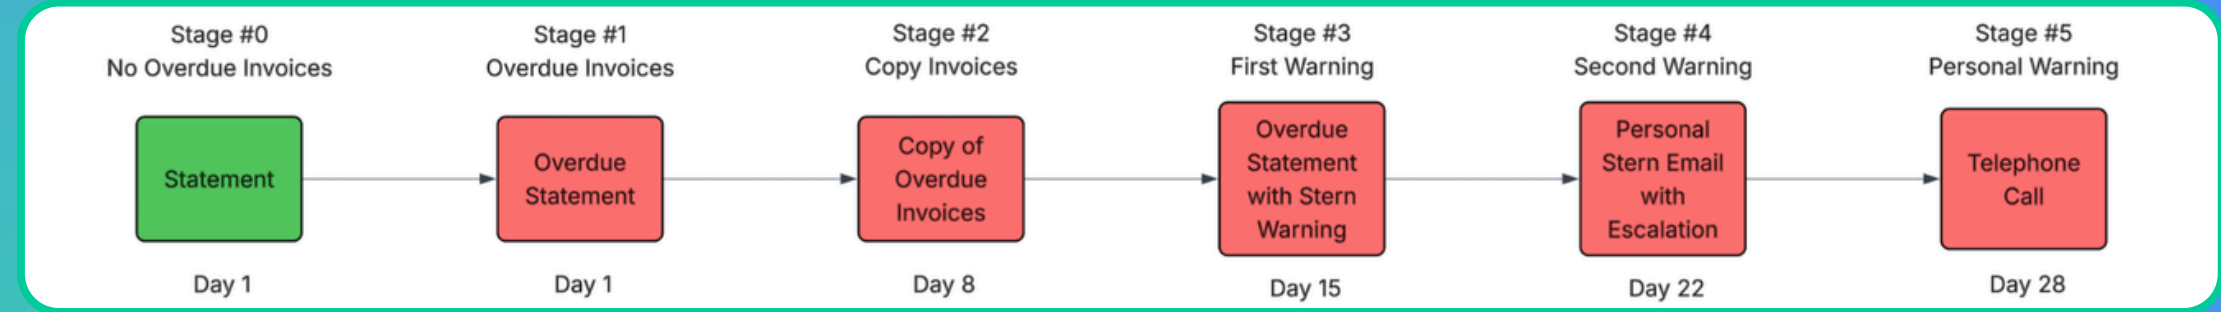 Stage #0
No Overdue Invoices
Statement
Day 1
Stage #1
Overdue Invoices
Overdue
Statement
Day 1
Stage #2
Copy Invoices
Copy of
Overdue
Invoices
Day 8
Stage #3
First Warning
Overdue
Statement
with Stern
Warning
Day 15
Stage #4
Second Warning
Personal
Stern Email
with
Escalation
Day 22
Stage #5
Personal Warning
Telephone
Call
Day 28